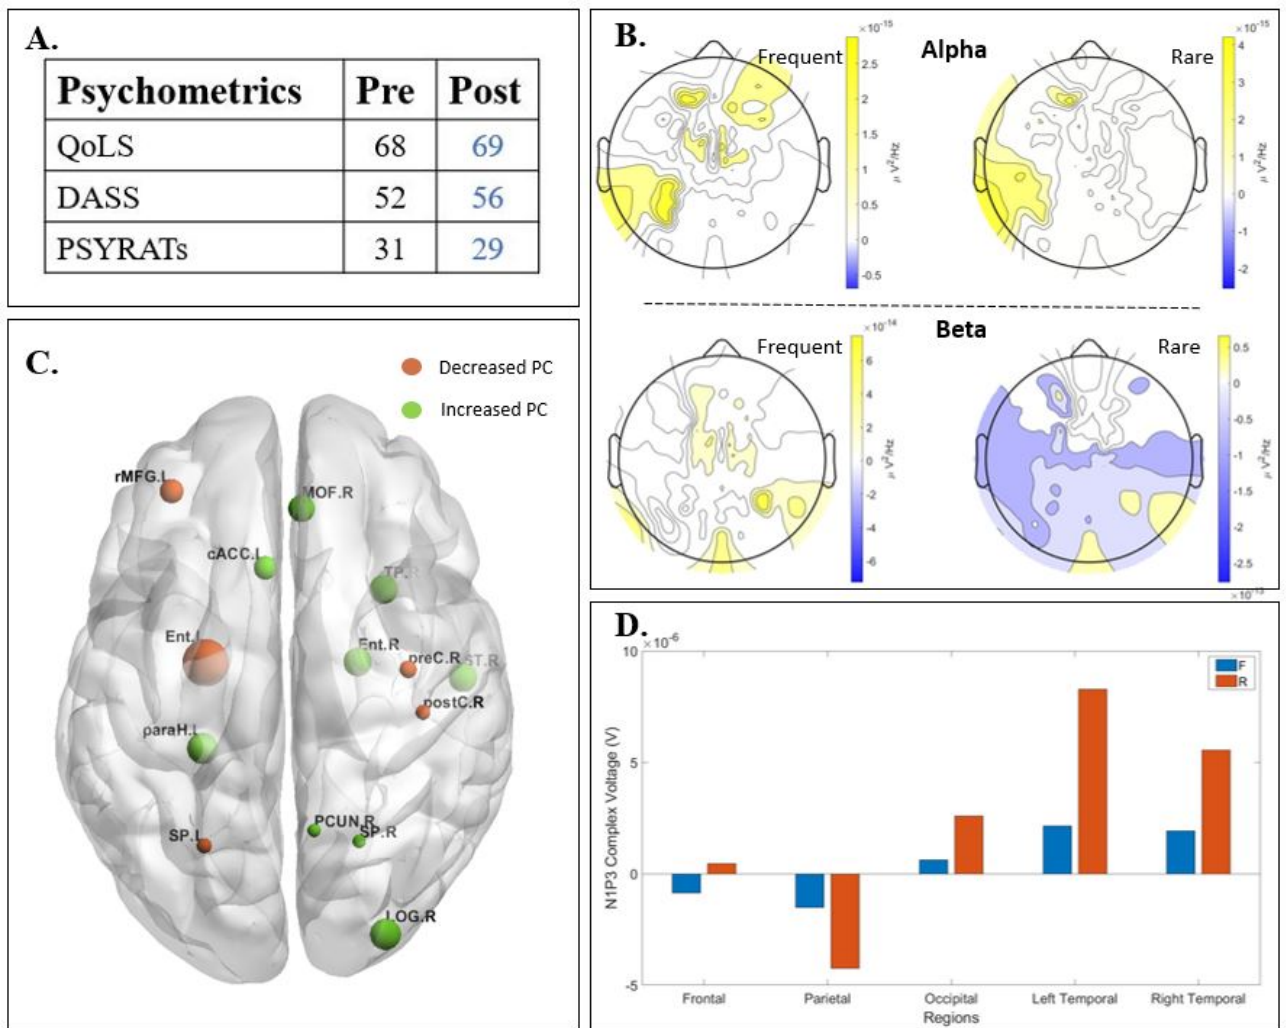 A.
Psychometrics Pre Post
QoLS 68 69
DASS 52 56
PSYRATs 31 29
B.
Alpha
Frequent
×10⁻¹⁵
2.5
2
1.5
1
0.5
0
-0.5
μ V²/Hz
Rare
×10⁻¹⁵
4
3
2
1
0
-1
-2
μ V²/Hz
Beta
Frequent
×10⁻¹⁴
6
4
2
0
-2
-4
-6
μ V²/Hz
Rare
0.5
0
-0.5
-1
-1.5
-2
-2.5
×10⁻¹³
μ V²/Hz
C.
Decreased PC
Increased PC
rMFG.L
MOF.R
cACC.L
TP.R
Ent.L
Ent.R
preC.R
ST.R
postC.R
paraH.L
PCUN.R
SP.L
SP.R
LOG.R
D.
×10⁻⁶
10
5
0
-5
N1P3 Complex Voltage (V)
F
R
Frontal Parietal Occipital Left Temporal Right Temporal
Regions